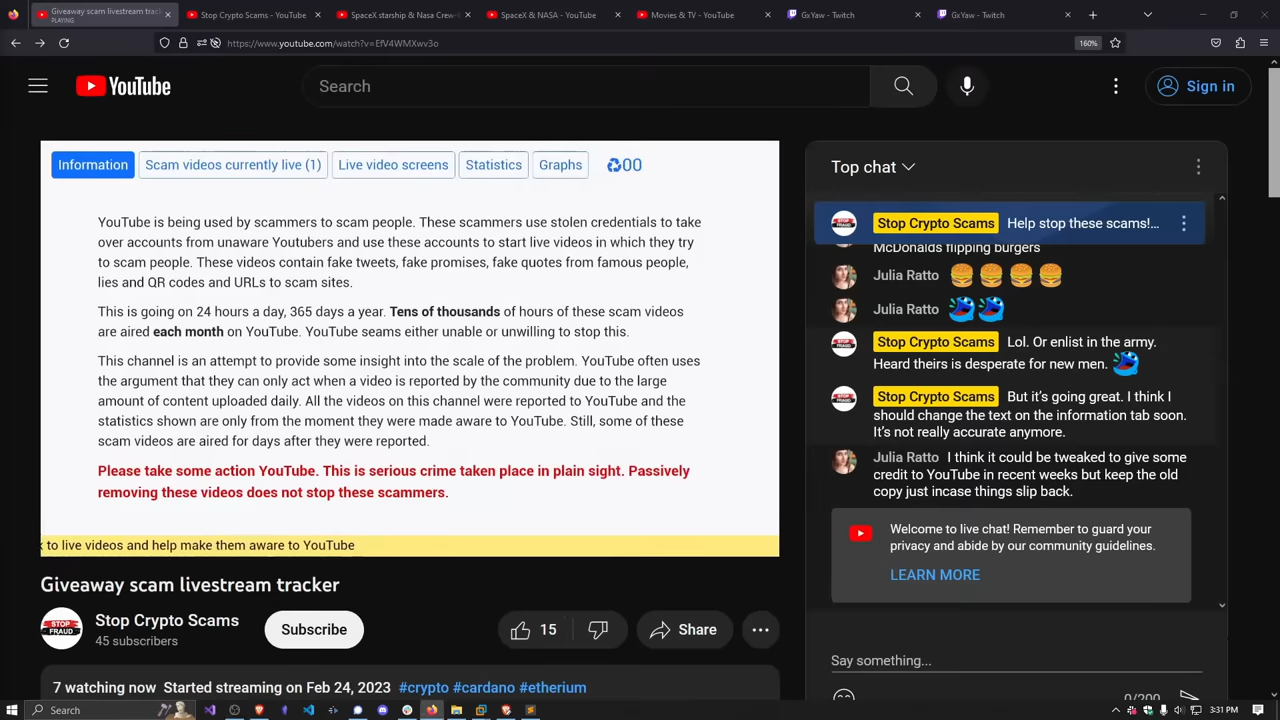 Giveaway scam livestream track
PLAYING
Stop Crypto Scams - YouTube
SpaceX starship & Nasa Crew-
SpaceX & NASA - YouTube
Movies & TV - YouTube
GxYaw - Twitch
GxYaw - Twitch
https://www.youtube.com/watch?v=EfV4WMXwv3o
160%
YouTube
Search
Sign in
Information
Scam videos currently live (1)
Live video screens
Statistics
Graphs
00
YouTube is being used by scammers to scam people. These scammers use stolen credentials to take
over accounts from unaware Youtubers and use these accounts to start live videos in which they try
to scam people. These videos contain fake tweets, fake promises, fake quotes from famous people,
lies and QR codes and URLs to scam sites.
This is going on 24 hours a day, 365 days a year. Tens of thousands of hours of these scam videos
are aired each month on YouTube. YouTube seams either unable or unwilling to stop this.
This channel is an attempt to provide some insight into the scale of the problem. YouTube often uses
the argument that they can only act when a video is reported by the community due to the large
amount of content uploaded daily. All the videos on this channel were reported to YouTube and the
statistics shown are only from the moment they were made aware to YouTube. Still, some of these
scam videos are aired for days after they were reported.
Please take some action YouTube. This is serious crime taken place in plain sight. Passively
removing these videos does not stop these scammers.
to live videos and help make them aware to YouTube
Giveaway scam livestream tracker
STOP FRAUD
Stop Crypto Scams
45 subscribers
Subscribe
15
Share
7 watching now Started streaming on Feb 24, 2023 #crypto #cardano #etherium
Top chat
Stop Crypto Scams Help stop these scams!...
McDonalds flipping burgers
Julia Ratto 🍔🍔🍔🍔
Julia Ratto
Stop Crypto Scams Lol. Or enlist in the army.
Heard theirs is desperate for new men.
Stop Crypto Scams But it's going great. I think I
should change the text on the information tab soon.
It's not really accurate anymore.
Julia Ratto I think it could be tweaked to give some
credit to YouTube in recent weeks but keep the old
copy just incase things slip back.
Welcome to live chat! Remember to guard your
privacy and abide by our community guidelines.
LEARN MORE
Say something...
0/200
Search
3:31 PM